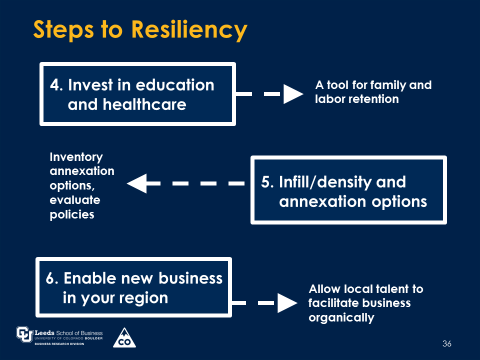 Steps to Resiliency
4. Invest in education
and healthcare
A tool for family and
labor retention
Inventory
annexation
options,
evaluate
policies
5. Infill/density and
annexation options
6. Enable new business
in your region
Allow local talent to
facilitate business
organically
CU
Leeds School of Business
UNIVERSITY OF COLORADO BOULDER
BUSINESS RESEARCH DIVISION
CO
36